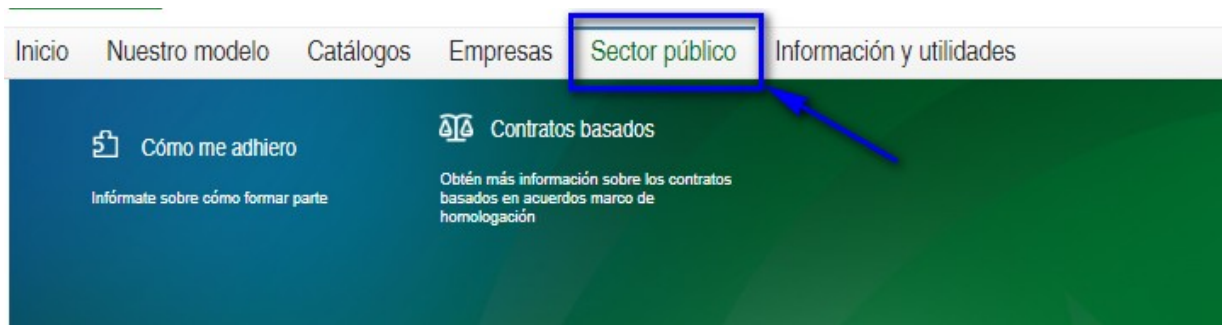 Inicio Nuestro modelo Catálogos Empresas Sector público Información y utilidades
Cómo me adhiero
Infórmate sobre cómo formar parte
Contratos basados
Obtén más información sobre los contratos
basados en acuerdos marco de
homologación